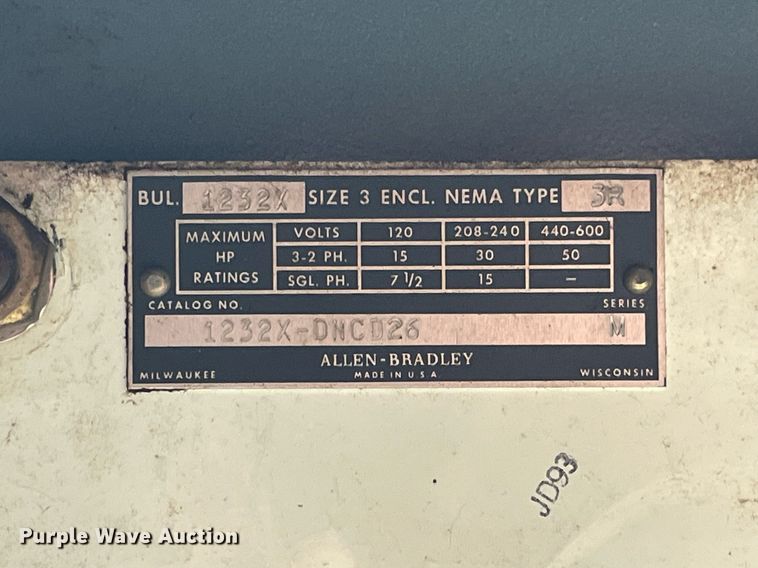 BUL. 1232X SIZE 3 ENCL. NEMA TYPE 3R
MAXIMUM HP RATINGS
VOLTS 120 208-240 440-600
3-2 PH. 15 30 50
SGL. PH. 7 1/2 15 –
CATALOG NO. SERIES
1232X-DNCD26 M
ALLEN-BRADLEY
MILWAUKEE MADE IN U.S.A. WISCONSIN
JD93
Purple Wave Auction